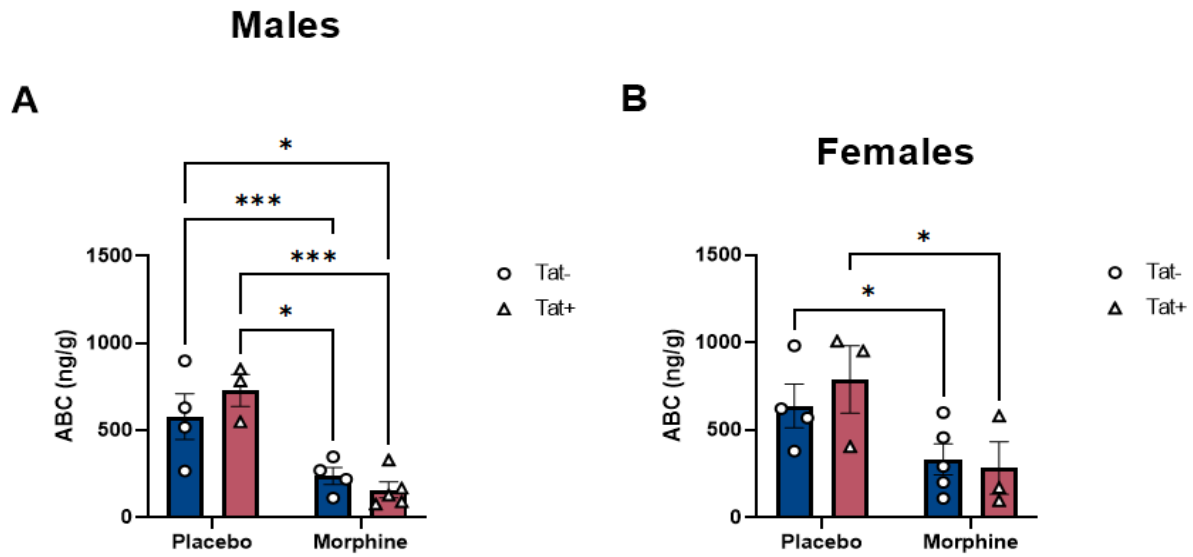 Males
A
*
***
***
*
1500
1000
500
0
ABC (ng/g)
Placebo
Morphine
Tat-
Tat+
B
Females
*
*
1500
1000
500
0
ABC (ng/g)
Placebo
Morphine
Tat-
Tat+